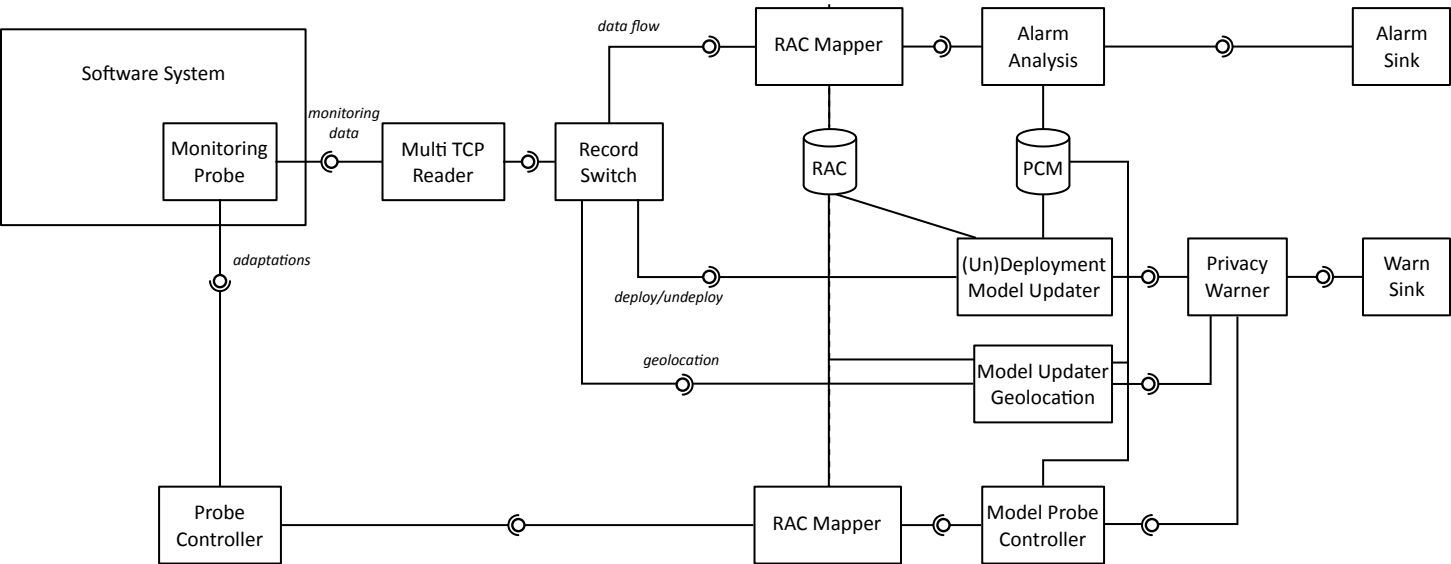 data flow
RAC Mapper
Alarm
Analysis
Alarm
Sink
Software System
monitoring
data
Monitoring
Probe
Multi TCP
Reader
Record
Switch
RAC
PCM
adaptations
deploy/undeploy
(Un)Deployment
Model Updater
Privacy
Warner
Warn
Sink
geolocation
Model Updater
Geolocation
Probe
Controller
RAC Mapper
Model Probe
Controller